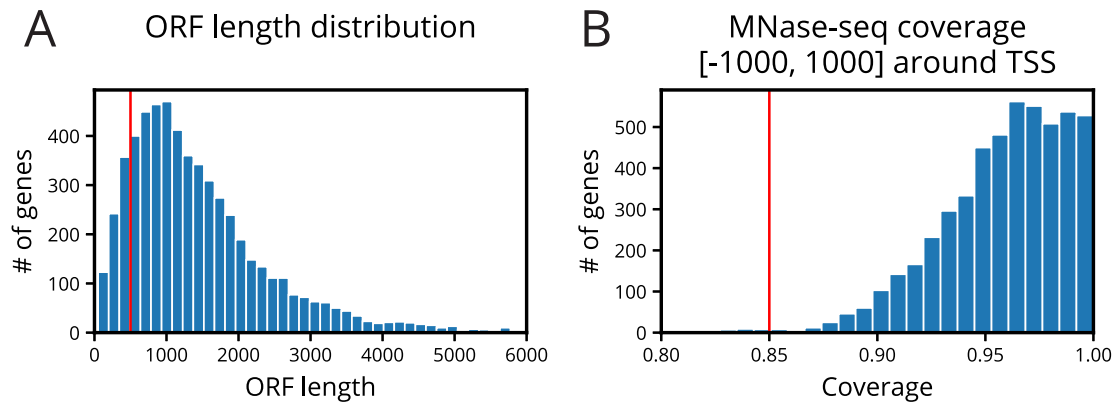 A
ORF length distribution
# of genes
400
300
200
100
0
0 1000 2000 3000 4000 5000 6000
ORF length
B
MNase-seq coverage
[-1000, 1000] around TSS
# of genes
500
400
300
200
100
0
0.80 0.85 0.90 0.95 1.00
Coverage